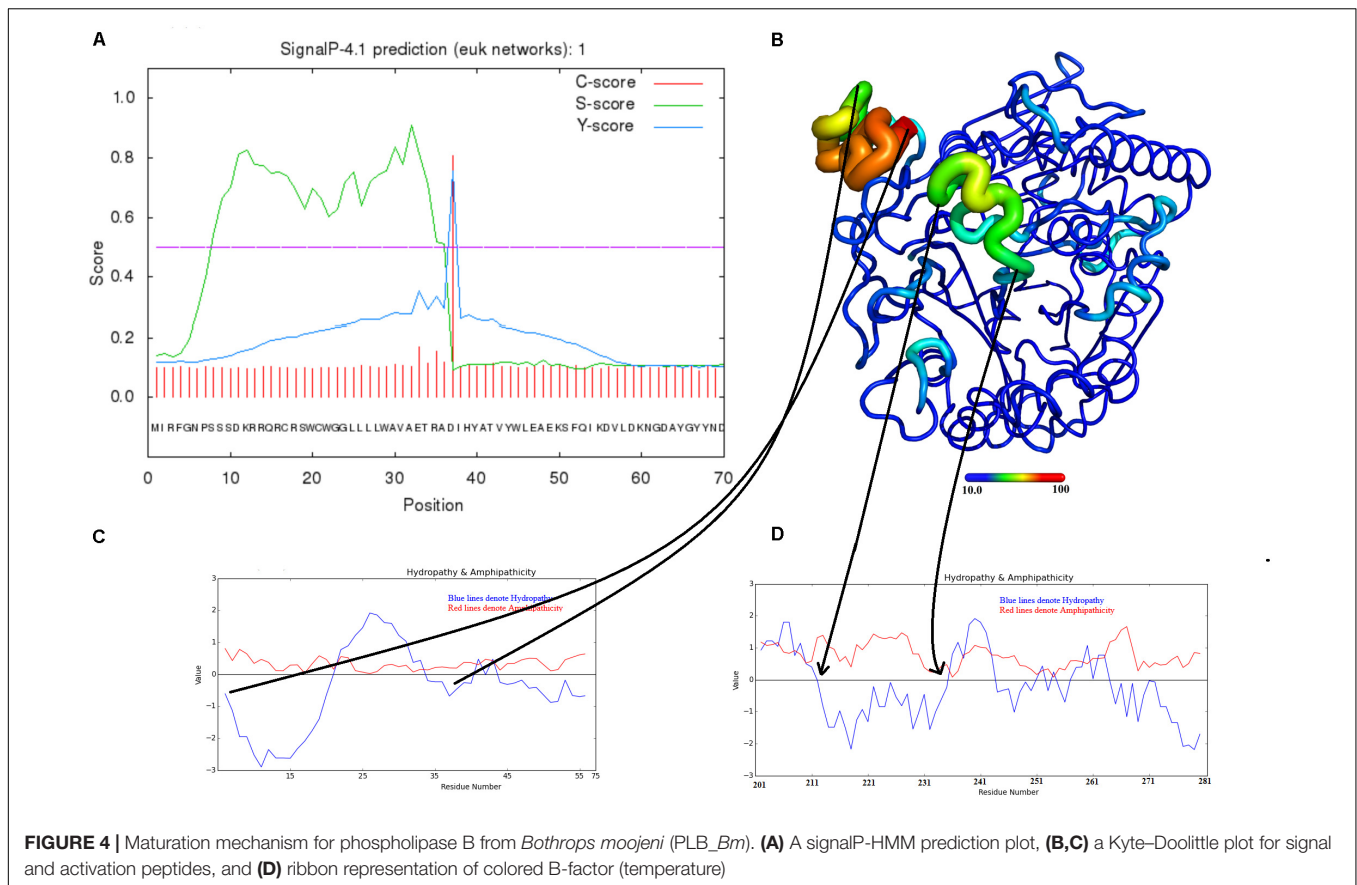 A
SignalP-4.1 prediction (euk networks): 1
C-score
S-score
Y-score
1.0
0.8
0.6
0.4
0.2
0.0
Score
MIRFGNPSSSDKRRQRCRSWCWGGLLLLWAVAETRADIHYATVYWLEAEKSFQIKDVLDKNGDAYGYYND
0 10 20 30 40 50 60 70
Position
B
10.0 100
C
Hydropathy & Amphipathicity
Blue lines denote Hydropathy
Red lines denote Amphipathicity
3
2
1
0
-1
-2
-3
Value
15 25 35 45 55 75
Residue Number
D
Hydropathy & Amphipathicity
Blue lines denote Hydropathy
Red lines denote Amphipathicity
3
2
1
0
-1
-2
-3
Value
201 211 221 231 241 251 261 271 281
Residue Number
FIGURE 4 | Maturation mechanism for phospholipase B from Bothrops moojeni (PLB_Bm). (A) A signalP-HMM prediction plot, (B,C) a Kyte–Doolittle plot for signal
and activation peptides, and (D) ribbon representation of colored B-factor (temperature)